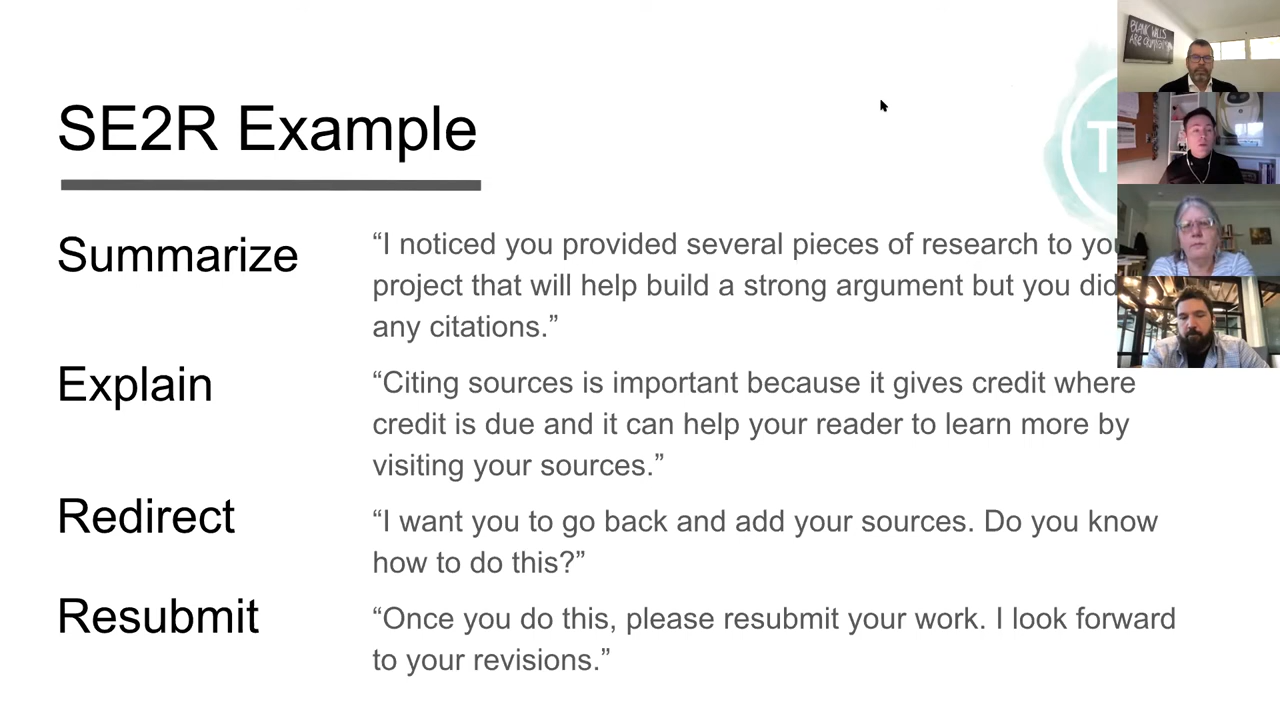 SE2R Example
Summarize
“I noticed you provided several pieces of research to you
project that will help build a strong argument but you did
any citations.”
Explain
“Citing sources is important because it gives credit where
credit is due and it can help your reader to learn more by
visiting your sources.”
Redirect
“I want you to go back and add your sources. Do you know
how to do this?”
Resubmit
“Once you do this, please resubmit your work. I look forward
to your revisions.”
T
BLANK WALLS
ARE